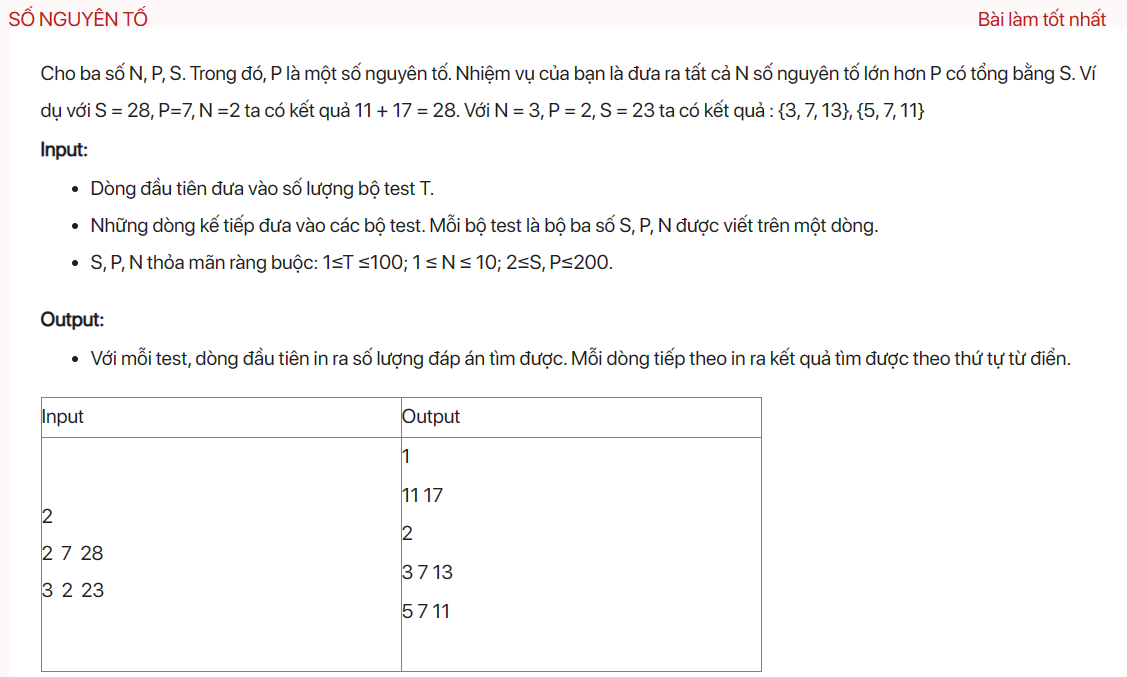 SỐ NGUYÊN TỐ
Bài làm tốt nhất
Cho ba số N, P, S. Trong đó, P là một số nguyên tố. Nhiệm vụ của bạn là đưa ra tất cả N số nguyên tố lớn hơn P có tổng bằng S. Ví
dụ với S = 28, P=7, N =2 ta có kết quả 11 + 17 = 28. Với N = 3, P = 2, S = 23 ta có kết quả : {3, 7, 13}, {5, 7, 11}
Input:
• Dòng đầu tiên đưa vào số lượng bộ test T.
• Những dòng kế tiếp đưa vào các bộ test. Mỗi bộ test là bộ ba số S, P, N được viết trên một dòng.
• S, P, N thỏa mãn ràng buộc: 1≤T ≤100; 1 ≤ N ≤ 10; 2≤S, P≤200.
Output:
• Với mỗi test, dòng đầu tiên in ra số lượng đáp án tìm được. Mỗi dòng tiếp theo in ra kết quả tìm được theo thứ tự từ điển.
Input
Output
2
2 7 28
3 2 23
1
11 17
2
3 7 13
5 7 11